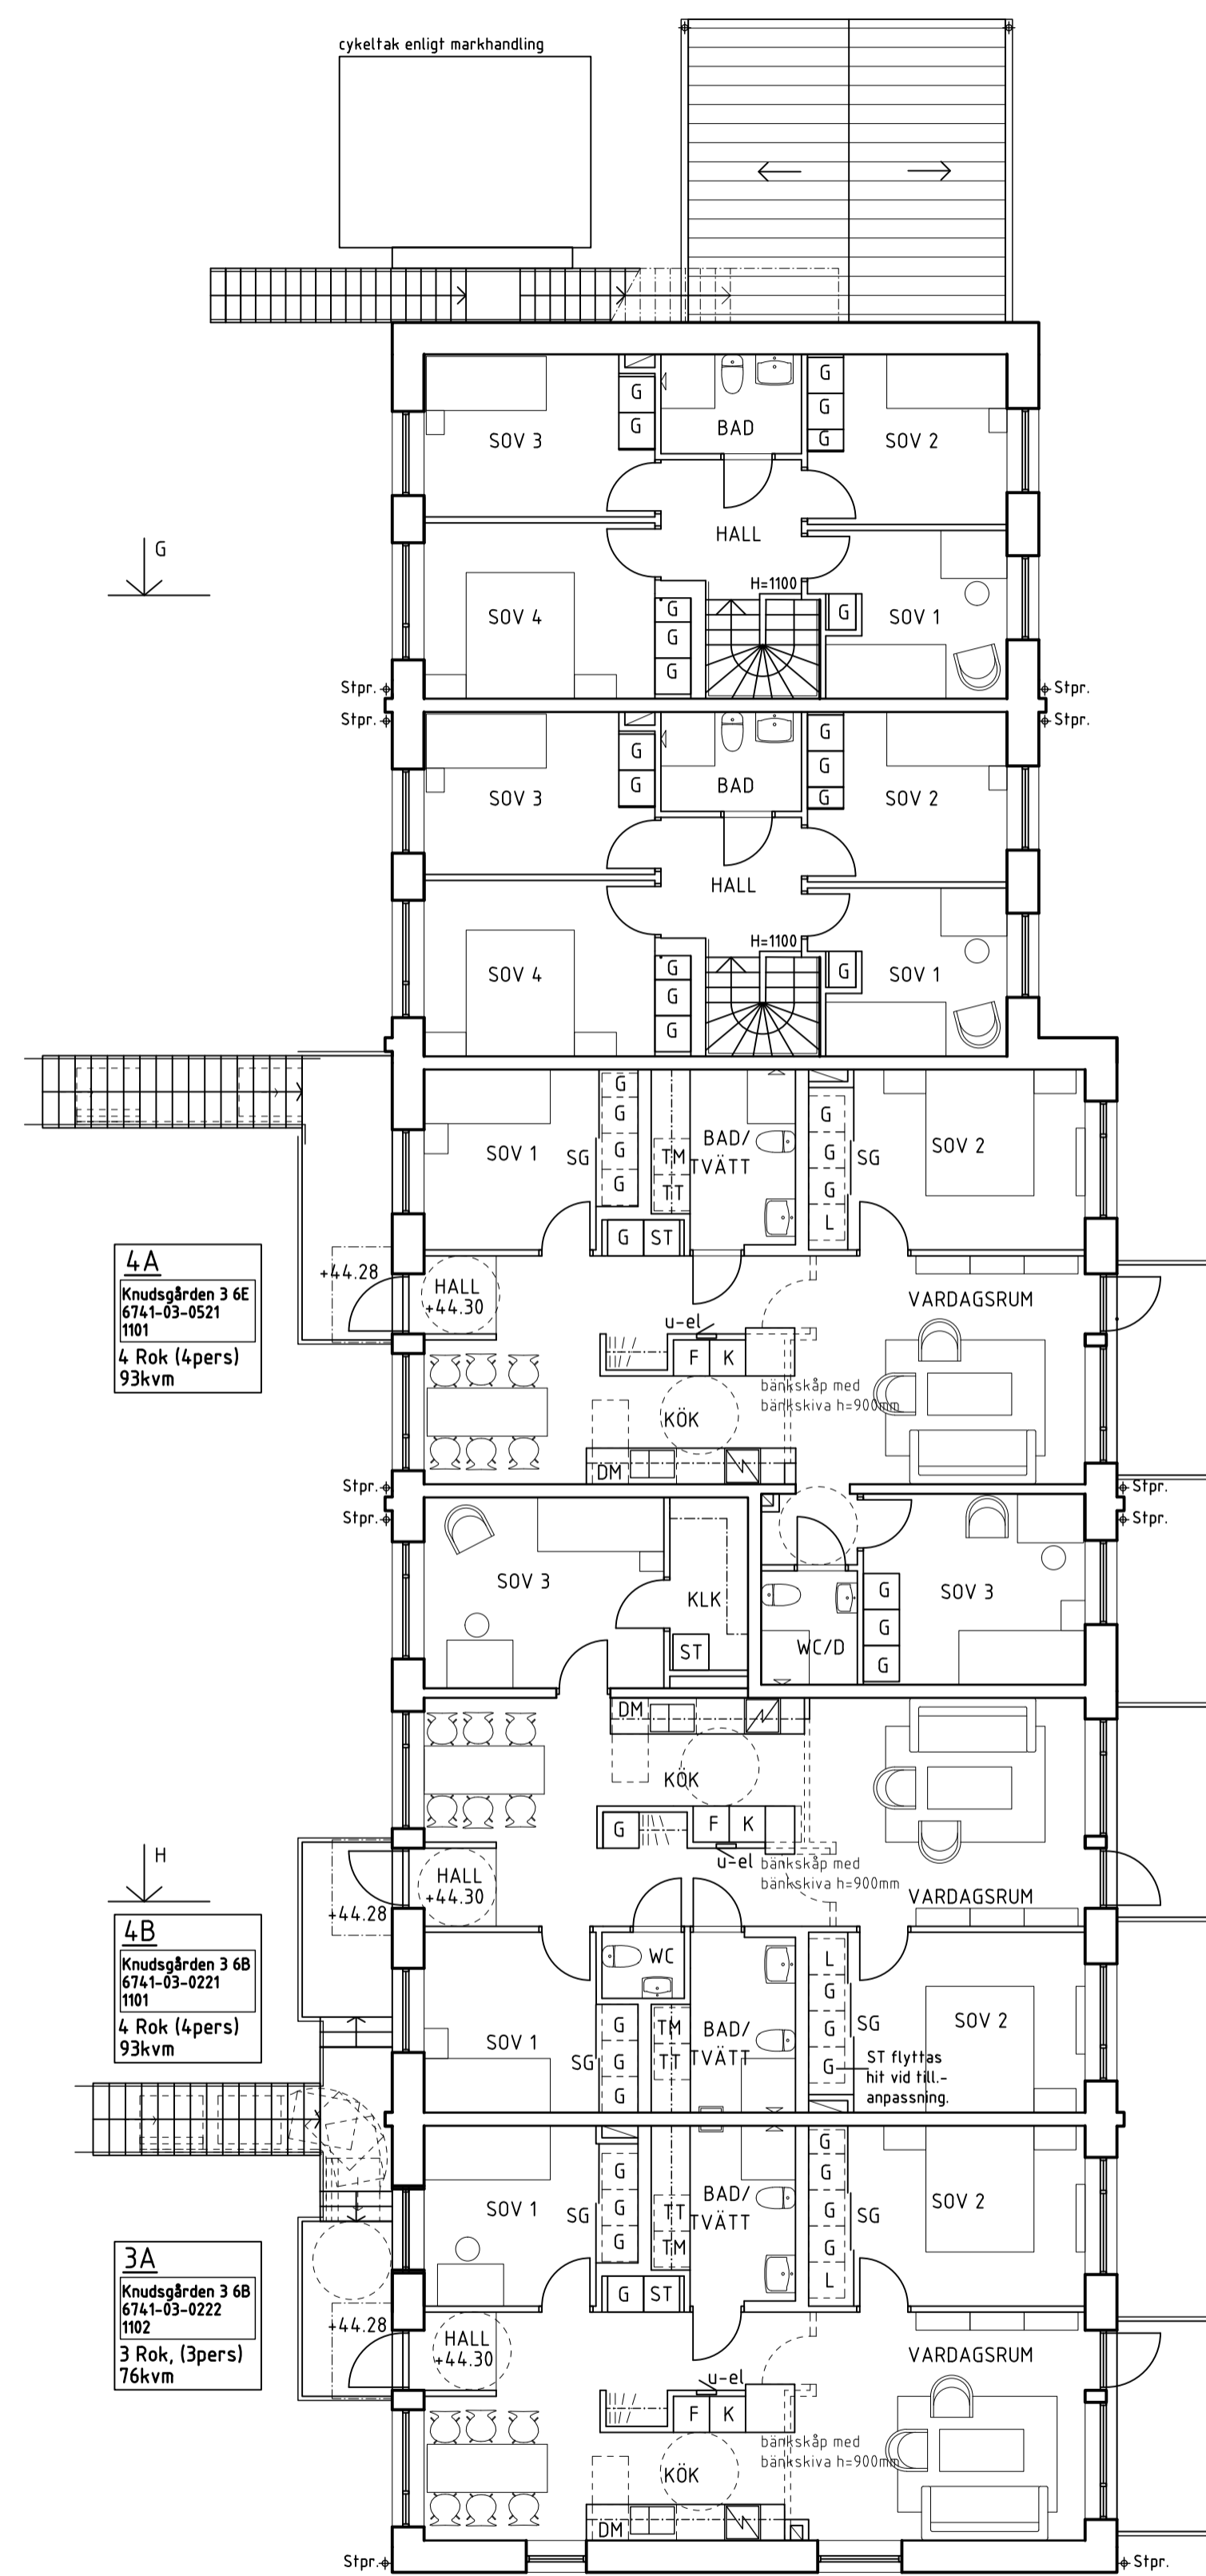 cykeltak enligt markhandling
G
G
G
G
G
SOV 3
BAD
SOV 2
G
HALL
H=1100
SOV 4
G
G
G
G
SOV 1
Stpr.
Stpr.
Stpr.
Stpr.
G
G
G
G
G
SOV 3
BAD
SOV 2
HALL
H=1100
SOV 4
G
G
G
G
SOV 1
G
G
G
G
SOV 1
SG
TM
TT
BAD/
TVÄTT
G
G
G
L
SG
SOV 2
G
ST
4A
Knudsgården 3 6E
6741-03-0521
1101
4 Rok (4pers)
93kvm
+44.28
HALL
+44.30
VARDAGSRUM
u-el
F
K
bänkskåp med
bänkskiva h=900mm
KÖK
DM
Stpr.
Stpr.
Stpr.
Stpr.
SOV 3
KLK
ST
WC/D
G
G
G
SOV 3
DM
KÖK
G
F
K
u-el
bänkskåp med
bänkskiva h=900mm
H
HALL
+44.30
+44.28
VARDAGSRUM
4B
Knudsgården 3 6B
6741-03-0221
1101
4 Rok (4pers)
93kvm
WC
SOV 1
SG
G
G
G
TM
TT
BAD/
TVÄTT
L
G
G
G
SG
SOV 2
ST flyttas
hit vid till.-
anpassning.
SOV 1
SG
G
G
G
TT
TM
BAD/
TVÄTT
G
G
G
G
L
SG
SOV 2
G
ST
3A
Knudsgården 3 6B
6741-03-0222
1102
3 Rok, (3pers)
76kvm
+44.28
HALL
+44.30
VARDAGSRUM
u-el
F
K
bänkskåp med
bänkskiva h=900mm
KÖK
DM
Stpr.
Stpr.